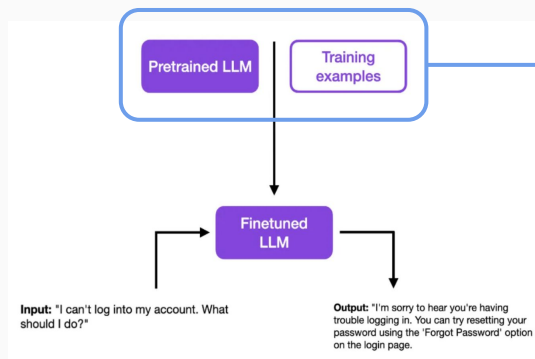 Pretrained LLM
Training
examples
Finetuned
LLM
Input: "I can't log into my account. What
should I do?"
Output: "I'm sorry to hear you're having
trouble logging in. You can try resetting your
password using the 'Forgot Password' option
on the login page.